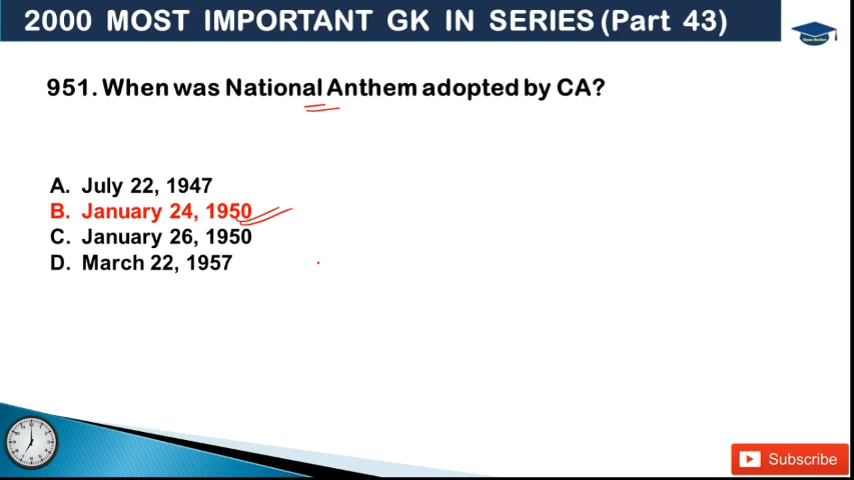 2000 MOST IMPORTANT GK IN SERIES (Part 43)
951. When was National Anthem adopted by CA?
A. July 22, 1947
B. January 24, 1950
C. January 26, 1950
D. March 22, 1957
Subscribe